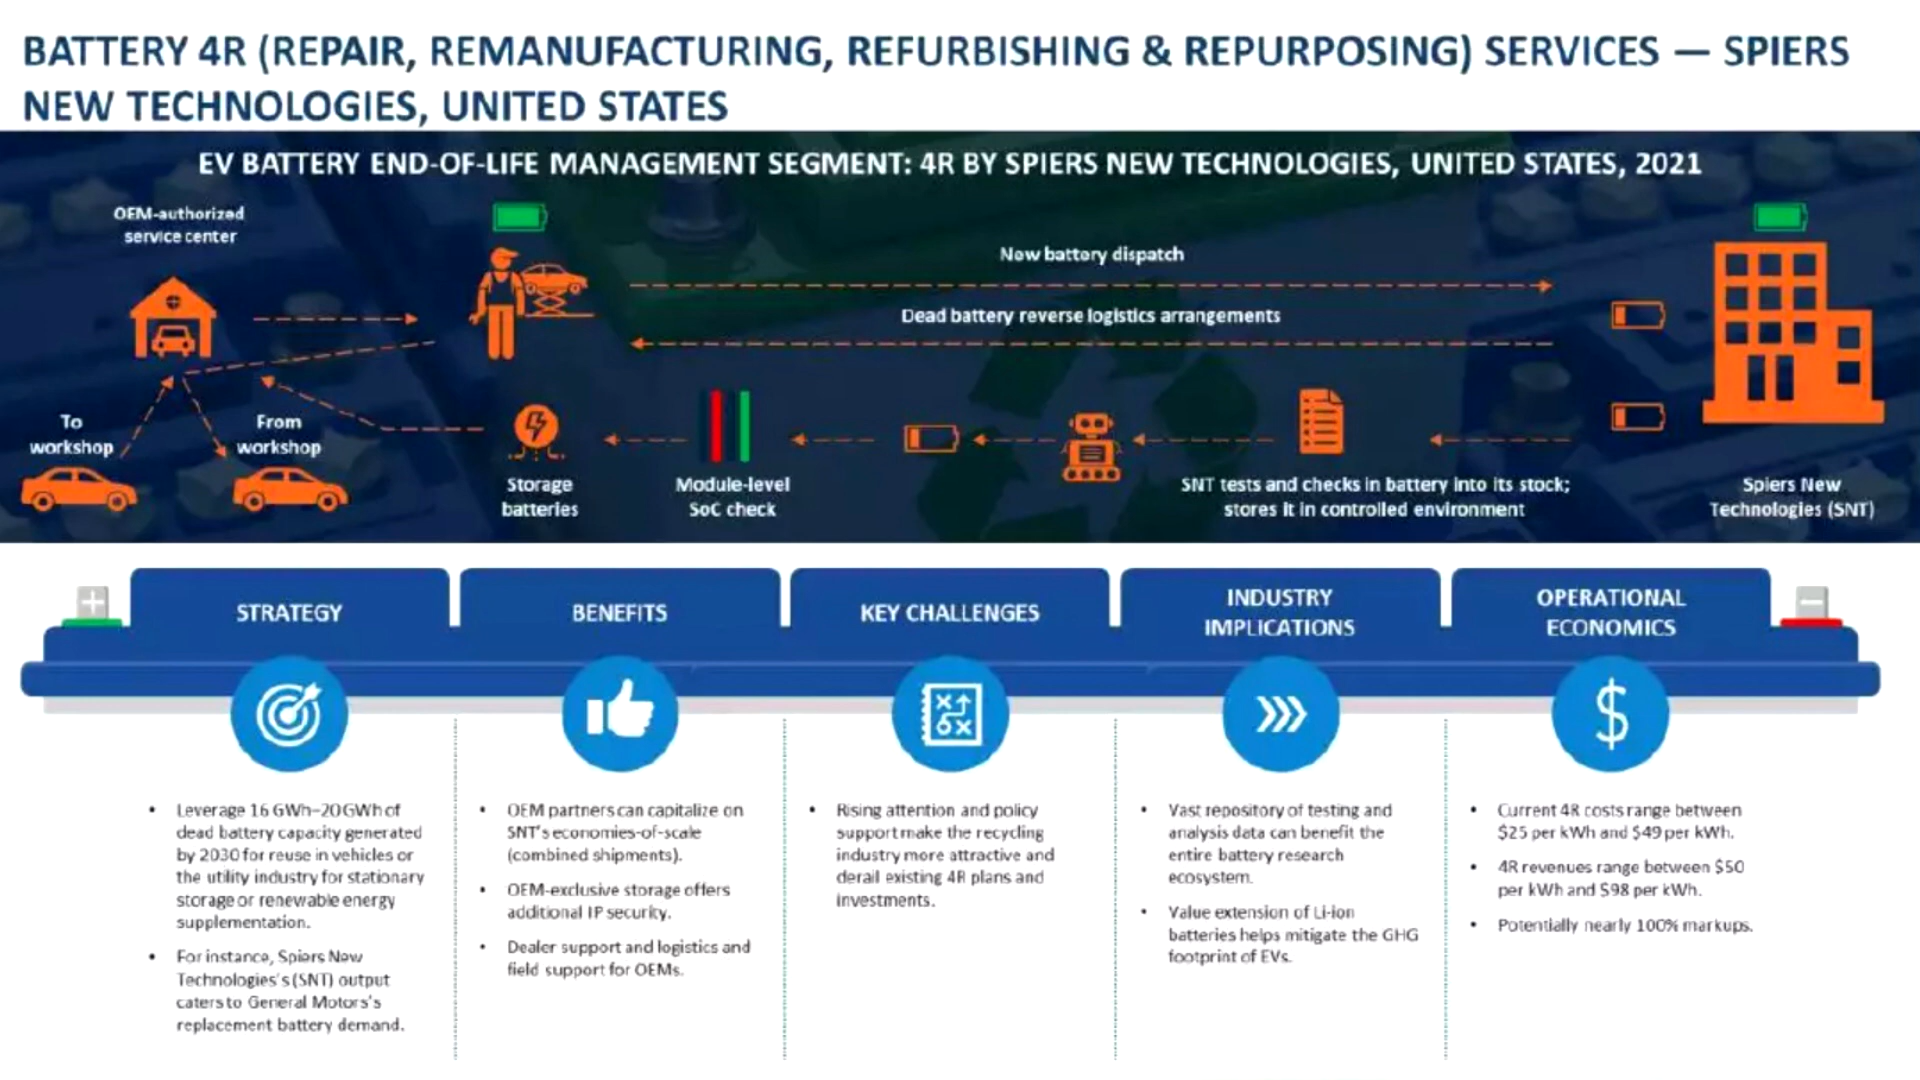 BATTERY 4R (REPAIR, REMANUFACTURING, REFURBISHING & REPURPOSING) SERVICES — SPIERS
NEW TECHNOLOGIES, UNITED STATES
EV BATTERY END-OF-LIFE MANAGEMENT SEGMENT: 4R BY SPIERS NEW TECHNOLOGIES, UNITED STATES, 2021
OEM-authorized
service center
New battery dispatch
Dead battery reverse logistics arrangements
To
workshop
From
workshop
Storage
batteries
Module-level
SoC check
SNT tests and checks in battery into its stock;
stores it in controlled environment
Spiers New
Technologies (SNT)
STRATEGY
BENEFITS
KEY CHALLENGES
INDUSTRY
IMPLICATIONS
OPERATIONAL
ECONOMICS
• Leverage 16 GWh–20 GWh of
dead battery capacity generated
by 2030 for reuse in vehicles or
the utility industry for stationary
storage or renewable energy
supplementation.
• For instance, Spiers New
Technologies's (SNT) output
caters to General Motors's
replacement battery demand.
• OEM partners can capitalize on
SNT's economies-of-scale
(combined shipments).
• OEM-exclusive storage offers
additional IP security.
• Dealer support and logistics and
field support for OEMs.
• Rising attention and policy
support make the recycling
industry more attractive and
derail existing 4R plans and
investments.
• Vast repository of testing and
analysis data can benefit the
entire battery research
ecosystem.
• Value extension of Li-ion
batteries helps mitigate the GHG
footprint of EVs.
• Current 4R costs range between
$25 per kWh and $49 per kWh.
• 4R revenues range between $50
per kWh and $98 per kWh.
• Potentially nearly 100% markups.